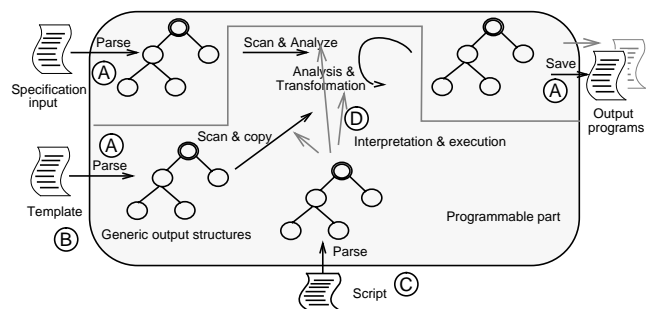 Parse
A
Specification
input
Scan & Analyze
Analysis &
Transformation
Save
A
Output
programs
A
Parse
Scan & copy
D
Interpretation & execution
Template
B
Generic output structures
Programmable part
Parse
Script
C